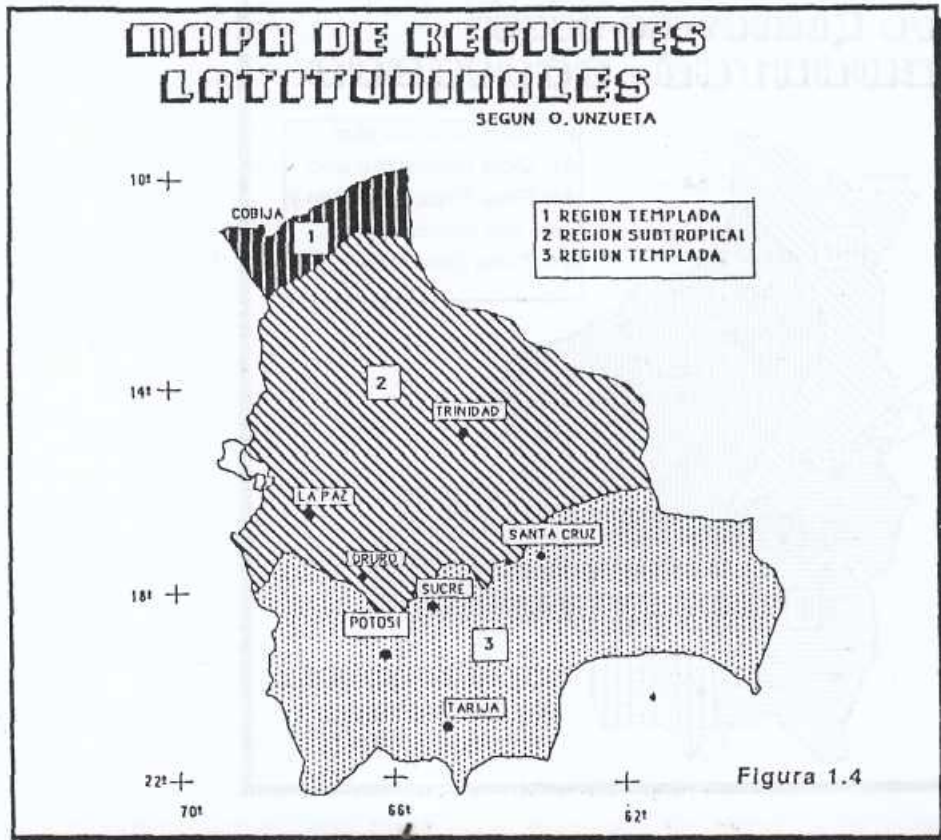 MAPA DE REGIONES
LATITUDINALES
SEGUN O. UNZUETA
10t
COBIJA
1
1 REGION TEMPLADA
2 REGION SUBTROPICAL
3 REGION TEMPLADA
14t
2
TRINIDAD
LA PAZ
SANTA CRUZ
ORURO
18t
SUCRE
POTOSI
3
TARIJA
22t
Figura 1.4
70t
66t
62t